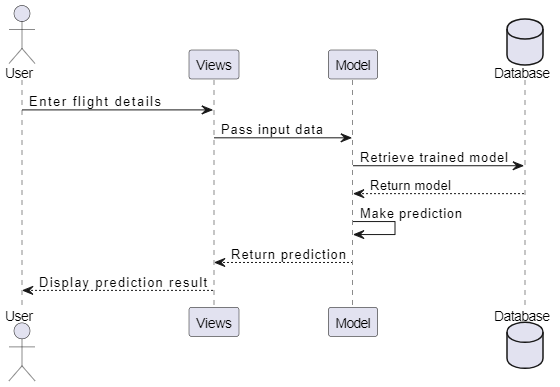 User
Views
Model
Database
Enter flight details
Pass input data
Retrieve trained model
Return model
Make prediction
Return prediction
Display prediction result
User
Views
Model
Database